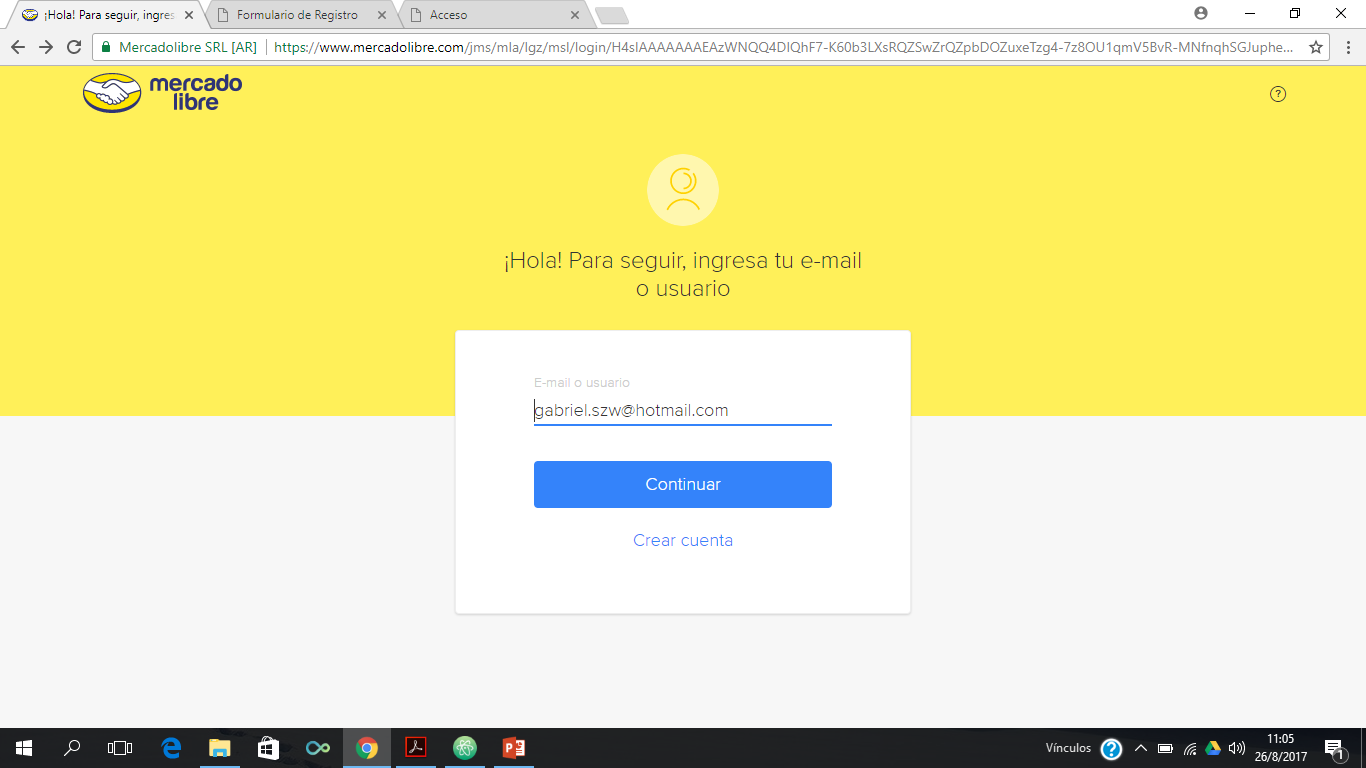 ¡Hola! Para seguir, ingres
Formulario de Registro
Acceso
Mercadolibre SRL [AR]
https://www.mercadolibre.com/jms/mla/lgz/msl/login/H4sIAAAAAAAEAzWNQQ4DIQhF7-K60b3LXsRQZSwZrQZpbDOZuxeTzg4-7z8OU1qmV5BvR-MNfnqhSGJuphe...
mercado
libre
?
¡Hola! Para seguir, ingresa tu e-mail
o usuario
E-mail o usuario
gabriel.szw@hotmail.com
Continuar
Crear cuenta
Vínculos
?
11:05
26/8/2017
1